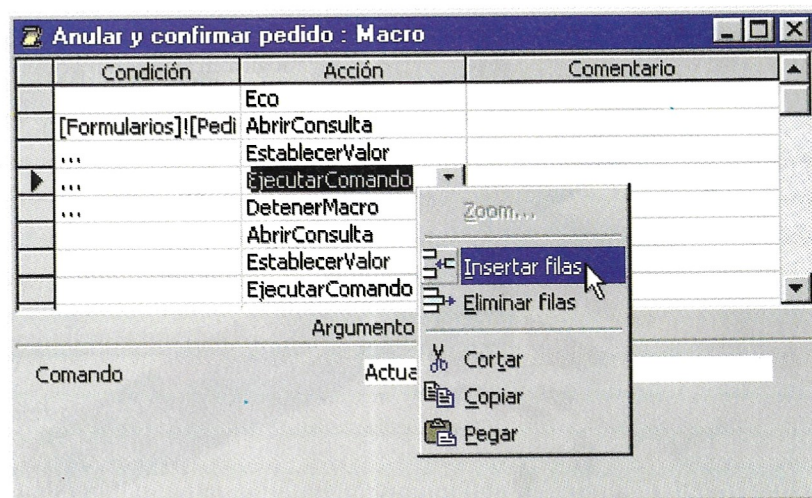 Anular y confirmar pedido : Macro
Condición Acción Comentario
Eco
[Formularios]![Pedi AbrirConsulta
... EstablecerValor
... EjecutarComando
... DetenerMacro
AbrirConsulta
EstablecerValor
EjecutarComando
Zoom...
Insertar filas
Eliminar filas
Cortar
Copiar
Pegar
Argumento
Comando Actua